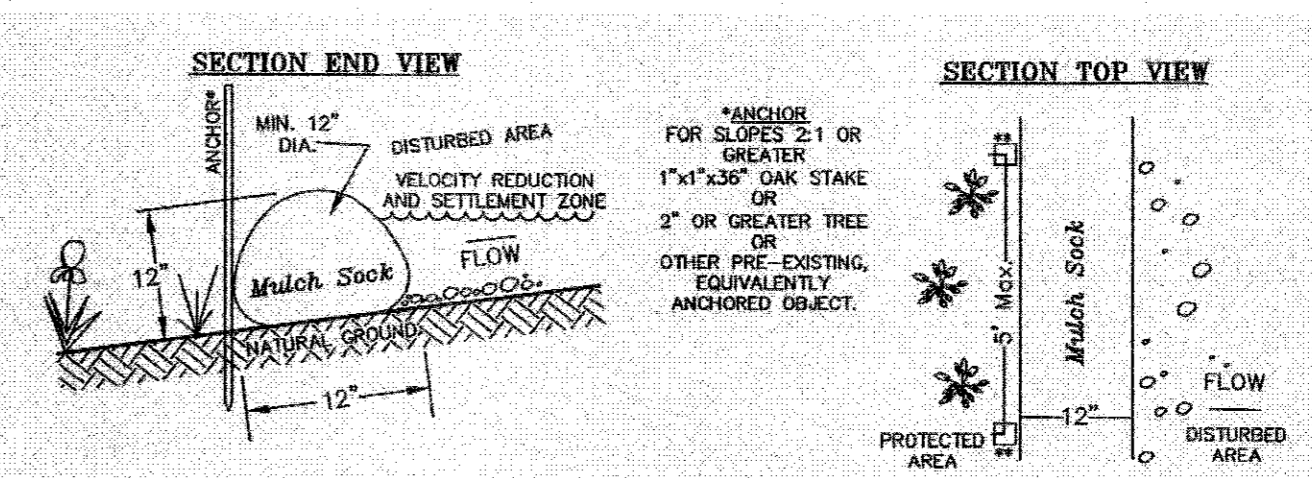 SECTION END VIEW
ANCHOR*
MIN. 12"
DIA.
DISTURBED AREA
VELOCITY REDUCTION
AND SETTLEMENT ZONE
FLOW
12"
Mulch Sock
NATURAL GROUND
12"
*ANCHOR
FOR SLOPES 2:1 OR
GREATER
1"x1"x36" OAK STAKE
OR
2" OR GREATER TREE
OR
OTHER PRE-EXISTING,
EQUIVALENTLY
ANCHORED OBJECT.
SECTION TOP VIEW
**
5' Max.
Mulch Sock
12"
FLOW
PROTECTED
AREA
**
DISTURBED
AREA